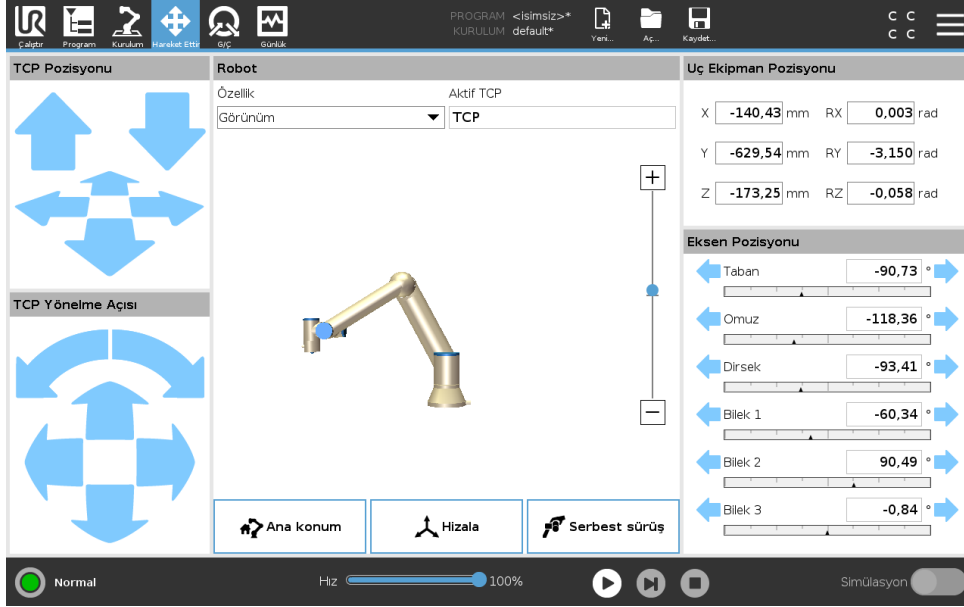 PROGRAM <isimsiz>*
KURULUM default*
UR
Çalıştır Program Kurulum Hareket Ettir G/Ç Günlük Yeni... Aç... Kaydet...
C C
C C
TCP Pozisyonu
Robot
Uç Ekipman Pozisyonu
Özellik Aktif TCP
Görünüm TCP
X -140,43 mm RX 0,003 rad
Y -629,54 mm RY -3,150 rad
Z -173,25 mm RZ -0,058 rad
Eksen Pozisyonu
Taban -90,73 °
TCP Yönelme Açısı
Omuz -118,36 °
Dirsek -93,41 °
Bilek 1 -60,34 °
Bilek 2 90,49 °
Bilek 3 -0,84 °
Ana konum Hizala Serbest sürüş
Normal Hız 100% Simülasyon